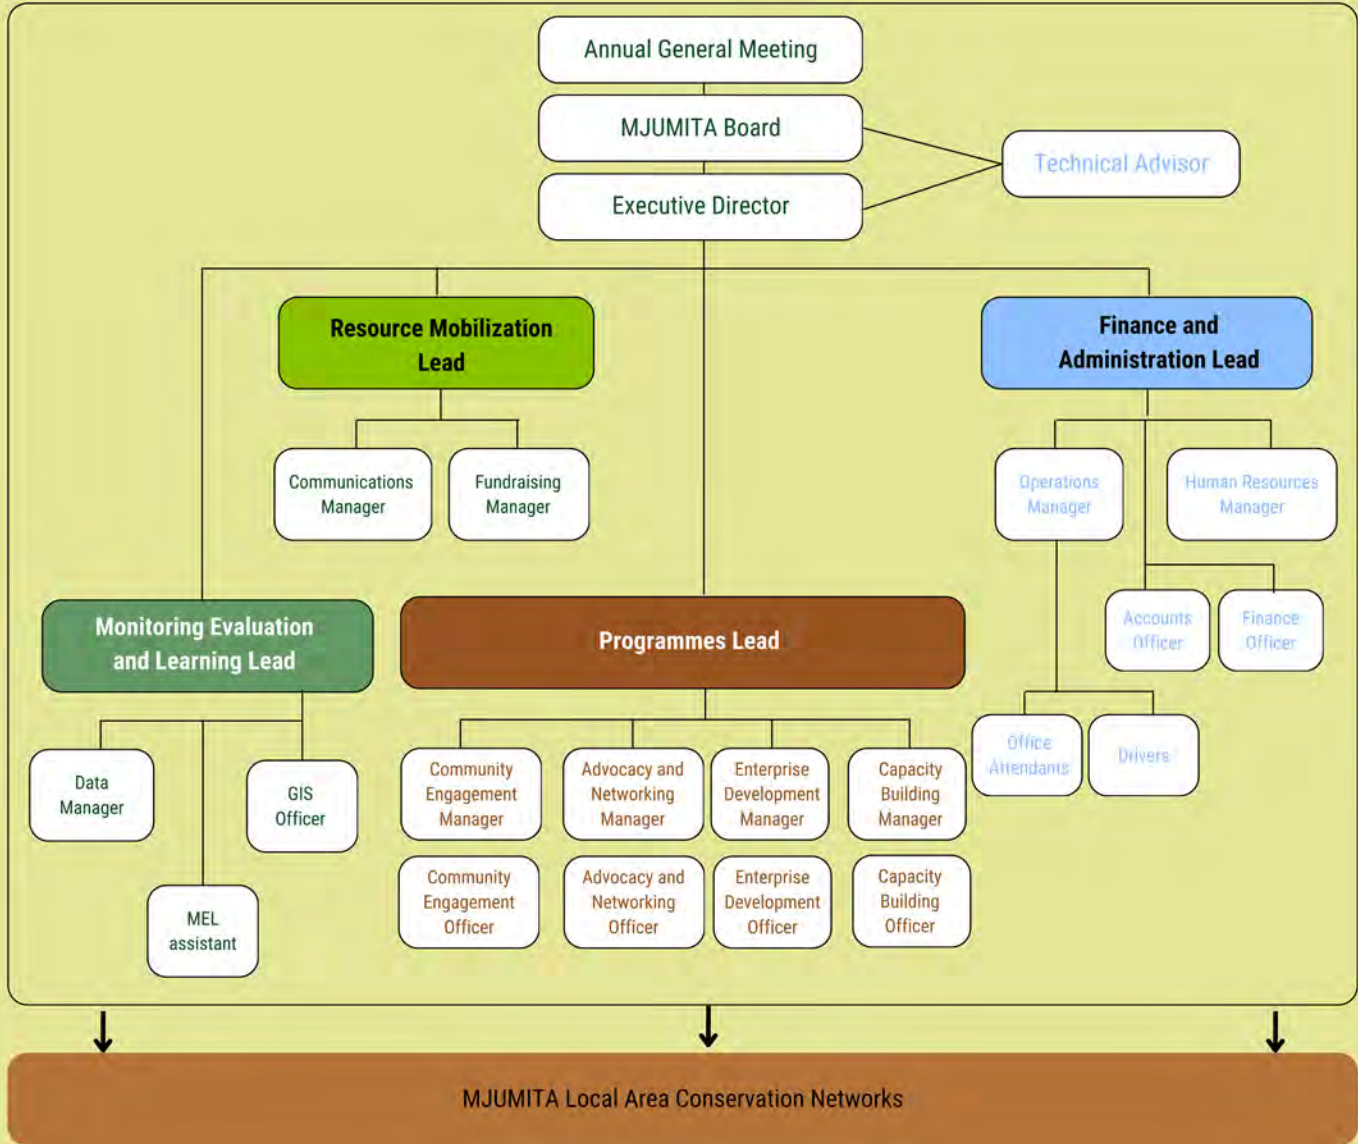 Annual General Meeting
MJUMITA Board
Technical Advisor
Executive Director
Resource Mobilization
Lead
Finance and
Administration Lead
Communications
Manager
Fundraising
Manager
Operations
Manager
Human Resources
Manager
Accounts
Officer
Finance
Officer
Office
Attendants
Drivers
Monitoring Evaluation
and Learning Lead
Data
Manager
GIS
Officer
MEL
assistant
Programmes Lead
Community
Engagement
Manager
Advocacy and
Networking
Manager
Enterprise
Development
Manager
Capacity
Building
Manager
Community
Engagement
Officer
Advocacy and
Networking
Officer
Enterprise
Development
Officer
Capacity
Building
Officer
MJUMITA Local Area Conservation Networks